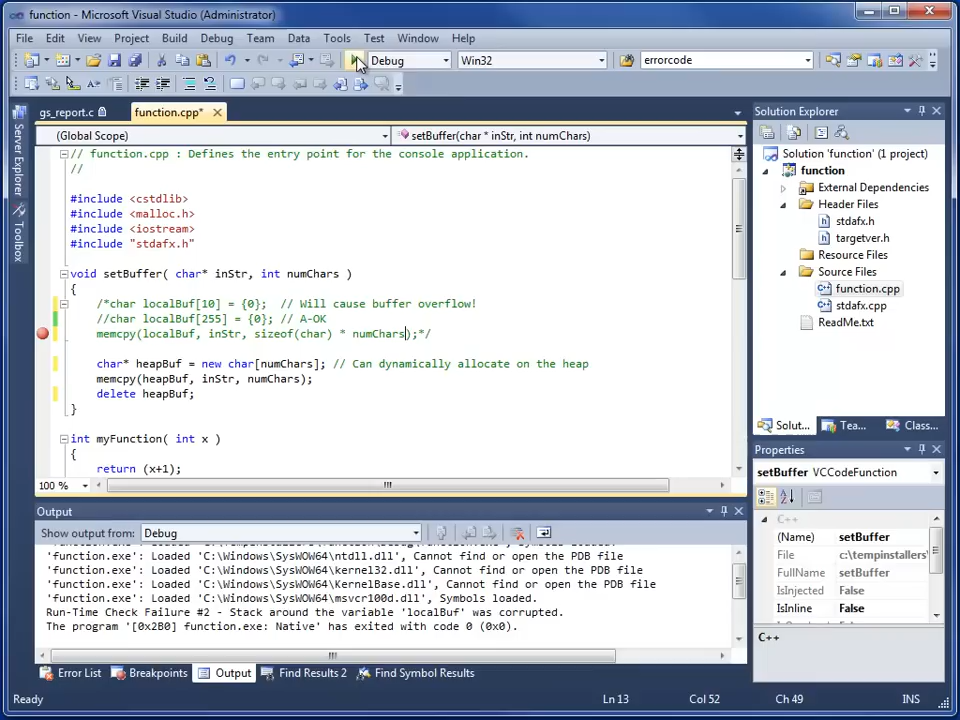 function - Microsoft Visual Studio (Administrator)
File Edit View Project Build Debug Team Data Tools Test Window Help
Debug Win32 errorcode
gs_report.c function.cpp*
(Global Scope) setBuffer(char * inStr, int numChars)
// function.cpp : Defines the entry point for the console application.
//
#include <cstdlib>
#include <malloc.h>
#include <iostream>
#include "stdafx.h"
void setBuffer( char* inStr, int numChars )
{
/*char localBuf[10] = {0};  // Will cause buffer overflow!
//char localBuf[255] = {0}; // A-OK
memcpy(localBuf, inStr, sizeof(char) * numChars);*/
char* heapBuf = new char[numChars]; // Can dynamically allocate on the heap
memcpy(heapBuf, inStr, numChars);
delete heapBuf;
}
int myFunction( int x )
{
return (x+1);
100 %
Server Explorer
Toolbox
Output
Show output from: Debug
'function.exe': Loaded 'C:\Windows\SysWOW64\ntdll.dll', Cannot find or open the PDB file
'function.exe': Loaded 'C:\Windows\SysWOW64\kernel32.dll', Cannot find or open the PDB file
'function.exe': Loaded 'C:\Windows\SysWOW64\KernelBase.dll', Cannot find or open the PDB file
'function.exe': Loaded 'C:\Windows\SysWOW64\msvcr100d.dll', Symbols loaded.
Run-Time Check Failure #2 - Stack around the variable 'localBuf' was corrupted.
The program '[0x2B0] function.exe: Native' has exited with code 0 (0x0).
Error List Breakpoints Output Find Results 2 Find Symbol Results
Solution Explorer
Solution 'function' (1 project)
function
External Dependencies
Header Files
stdafx.h
targetver.h
Resource Files
Source Files
function.cpp
stdafx.cpp
ReadMe.txt
Solut... Tea... Class...
Properties
setBuffer VCCodeFunction
C++
(Name) setBuffer
File c:\tempinstallers
FullName setBuffer
IsInjected False
IsInline False
C++
Ready Ln 13 Col 52 Ch 49 INS